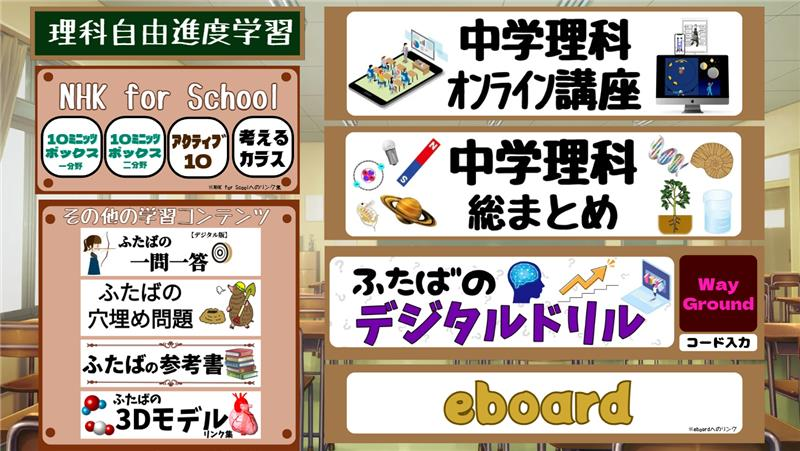 理科自由進度学習
NHK for School
10ミニッツ
ボックス
一分野
10ミニッツ
ボックス
二分野
アクティブ
10
考える
カラス
※NHK for Scoolへのリンク集
その他の学習コンテンツ
【デジタル版】
ふたばの
一問一答
ふたばの
穴埋め問題
ふたばの参考書
ふたばの
3Dモデル
リンク集
中学理科
オンライン講座
中学理科
総まとめ
N
S
ふたばの
デジタルドリル
Way
Ground
コード入力
eboard
※eboardへのリンク